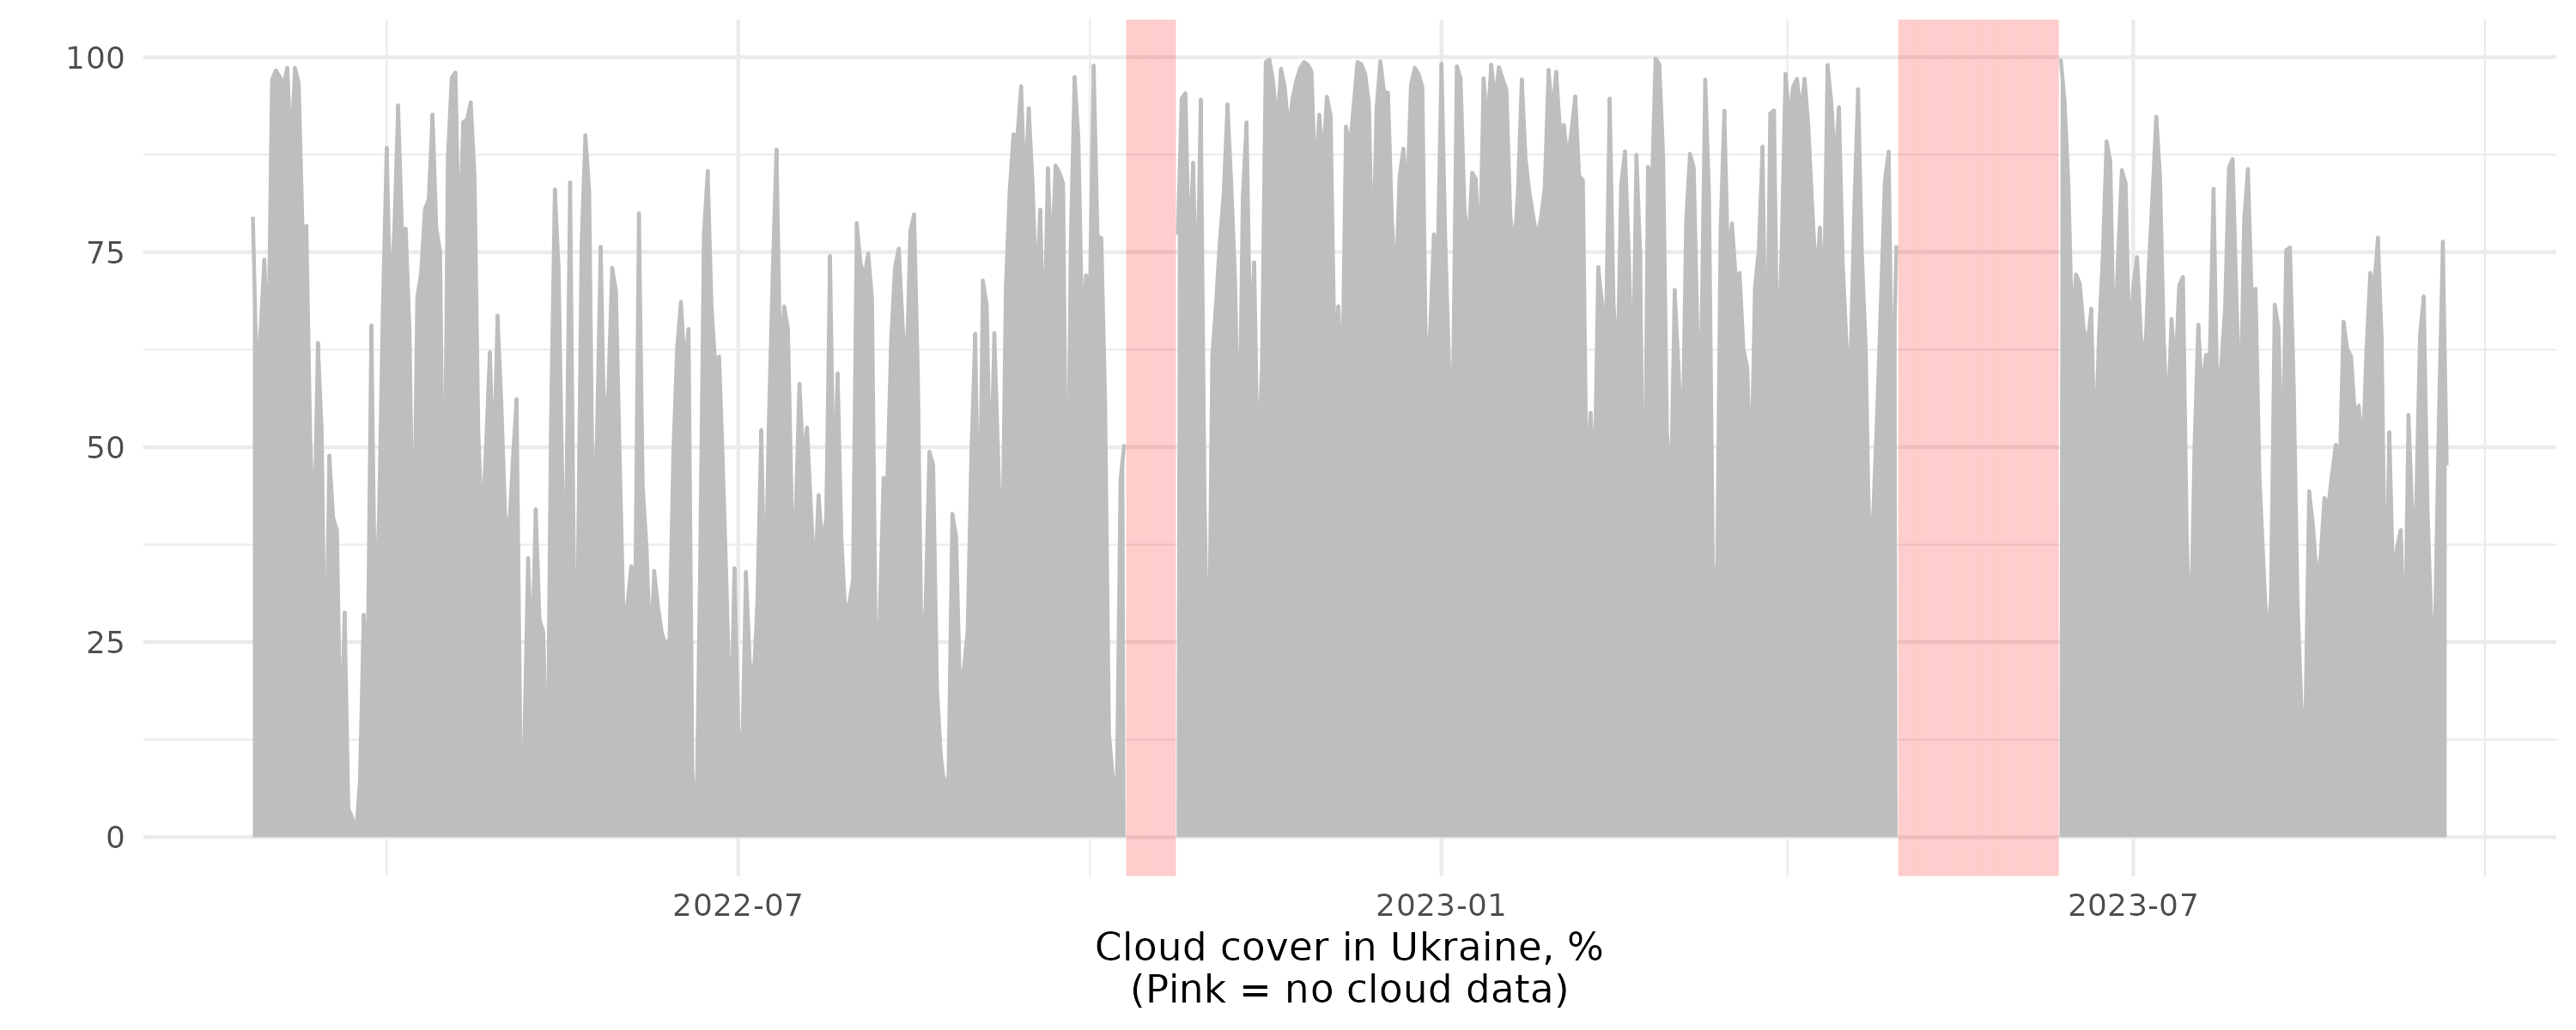 100
75
50
25
0
2022-07 2023-01 2023-07
Cloud cover in Ukraine, %
(Pink = no cloud data)